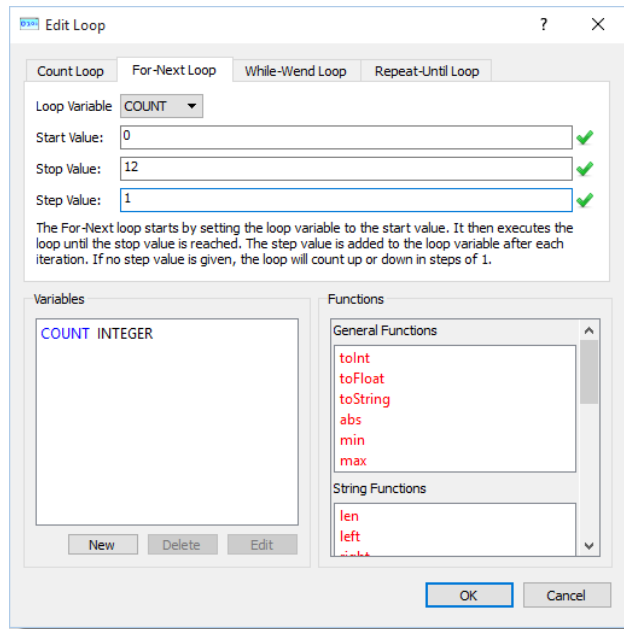 Edit Loop ?
Count Loop For-Next Loop While-Wend Loop Repeat-Until Loop
Loop Variable COUNT
Start Value: 0
Stop Value: 12
Step Value: 1
The For-Next loop starts by setting the loop variable to the start value. It then executes the
loop until the stop value is reached. The step value is added to the loop variable after each
iteration. If no step value is given, the loop will count up or down in steps of 1.
Variables
COUNT INTEGER
New Delete Edit
Functions
General Functions
toInt
toFloat
toString
abs
min
max
String Functions
len
left
right
OK Cancel